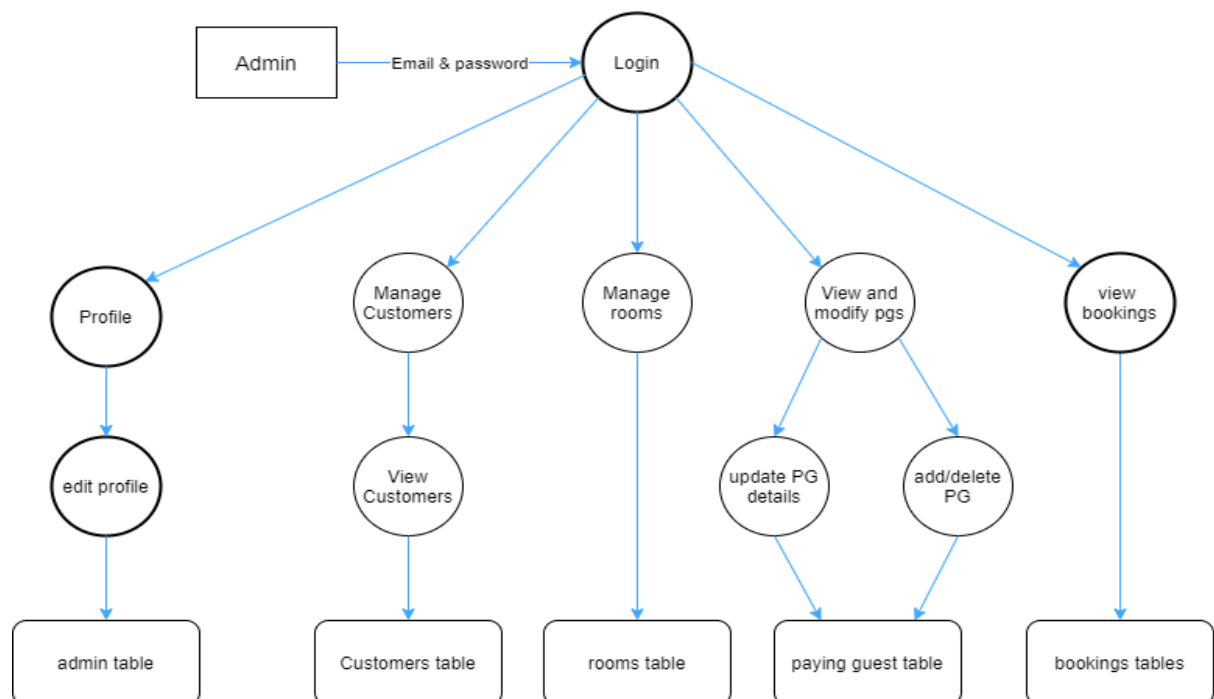 Admin
Email & password
Login
Profile
Manage
Customers
Manage
rooms
View and
modify pgs
view
bookings
edit profile
View
Customers
update PG
details
add/delete
PG
admin table
Customers table
rooms table
paying guest table
bookings tables